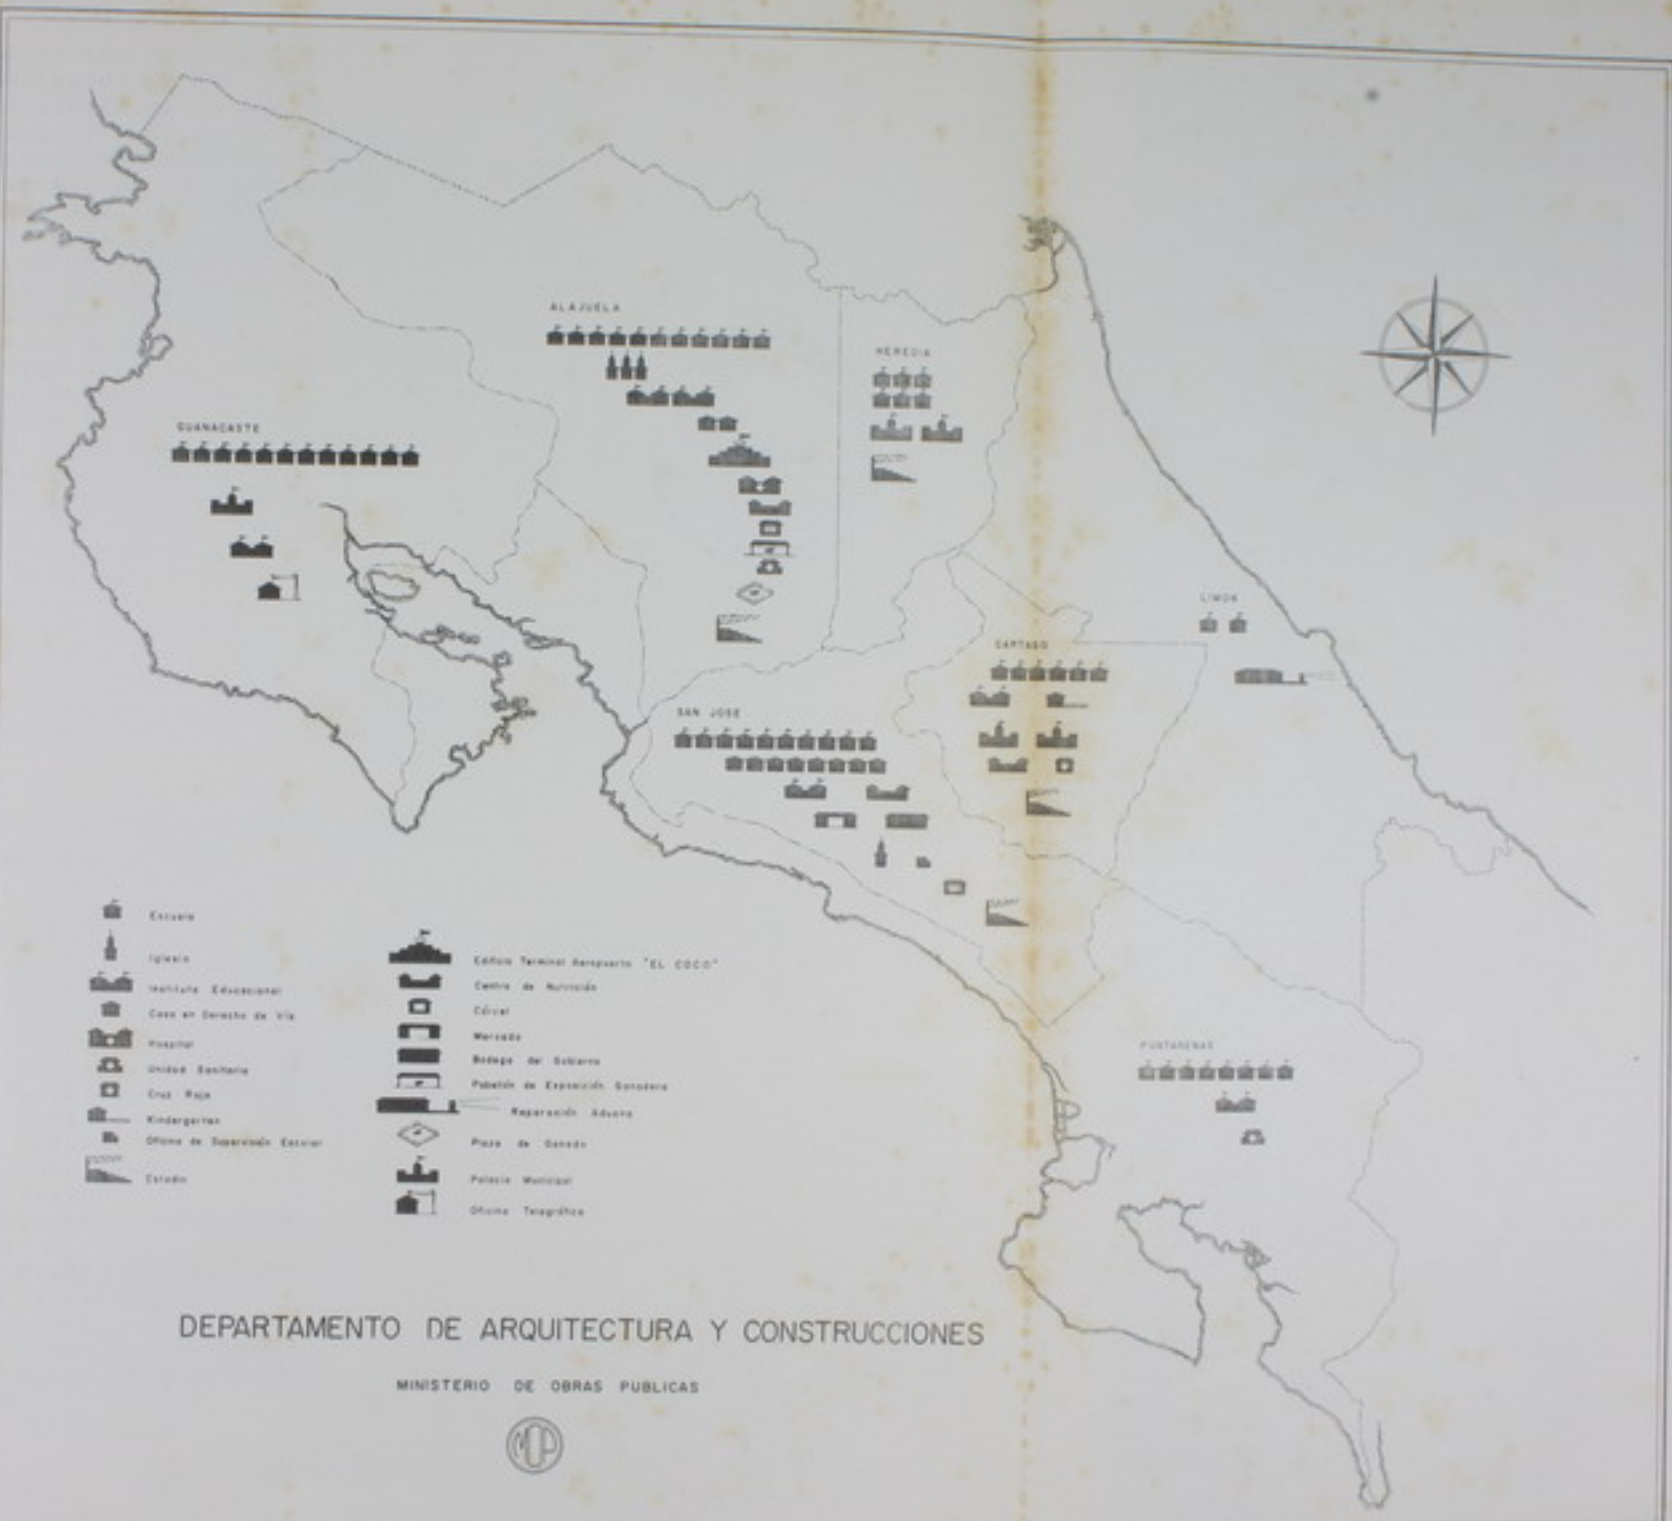 ALAJUELA
HEREDIA
GUANACASTE
LIMON
CARTAGO
SAN JOSE
PUNTARENAS
Escuela
Iglesia
Instituto Educacional
Casa en Derecho de Vía
Hospital
Unidad Sanitaria
Cruz Roja
Kindergarten
Oficina de Supervisión Escolar
Estadio
Edificio Terminal Aeropuerto "EL COCO"
Centro de Nutrición
Cárcel
Mercado
Bodega del Gobierno
Pabellón de Exposición Ganadera
Reparación Aduana
Plaza de Ganado
Palacio Municipal
Oficina Telegráfica
DEPARTAMENTO DE ARQUITECTURA Y CONSTRUCCIONES
MINISTERIO DE OBRAS PUBLICAS
MOP